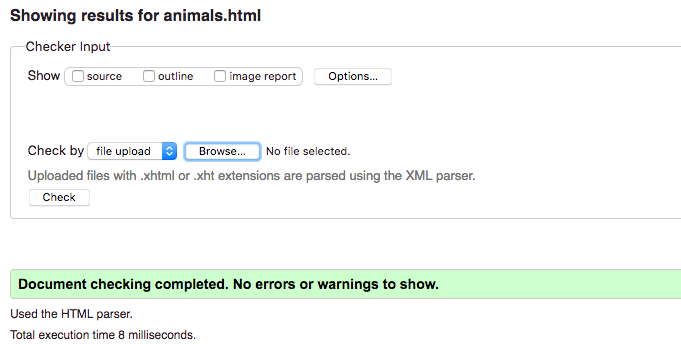 Showing results for animals.html
Checker Input
Show source outline image report Options...
Check by file upload Browse... No file selected.
Uploaded files with .xhtml or .xht extensions are parsed using the XML parser.
Check
Document checking completed. No errors or warnings to show.
Used the HTML parser.
Total execution time 8 milliseconds.